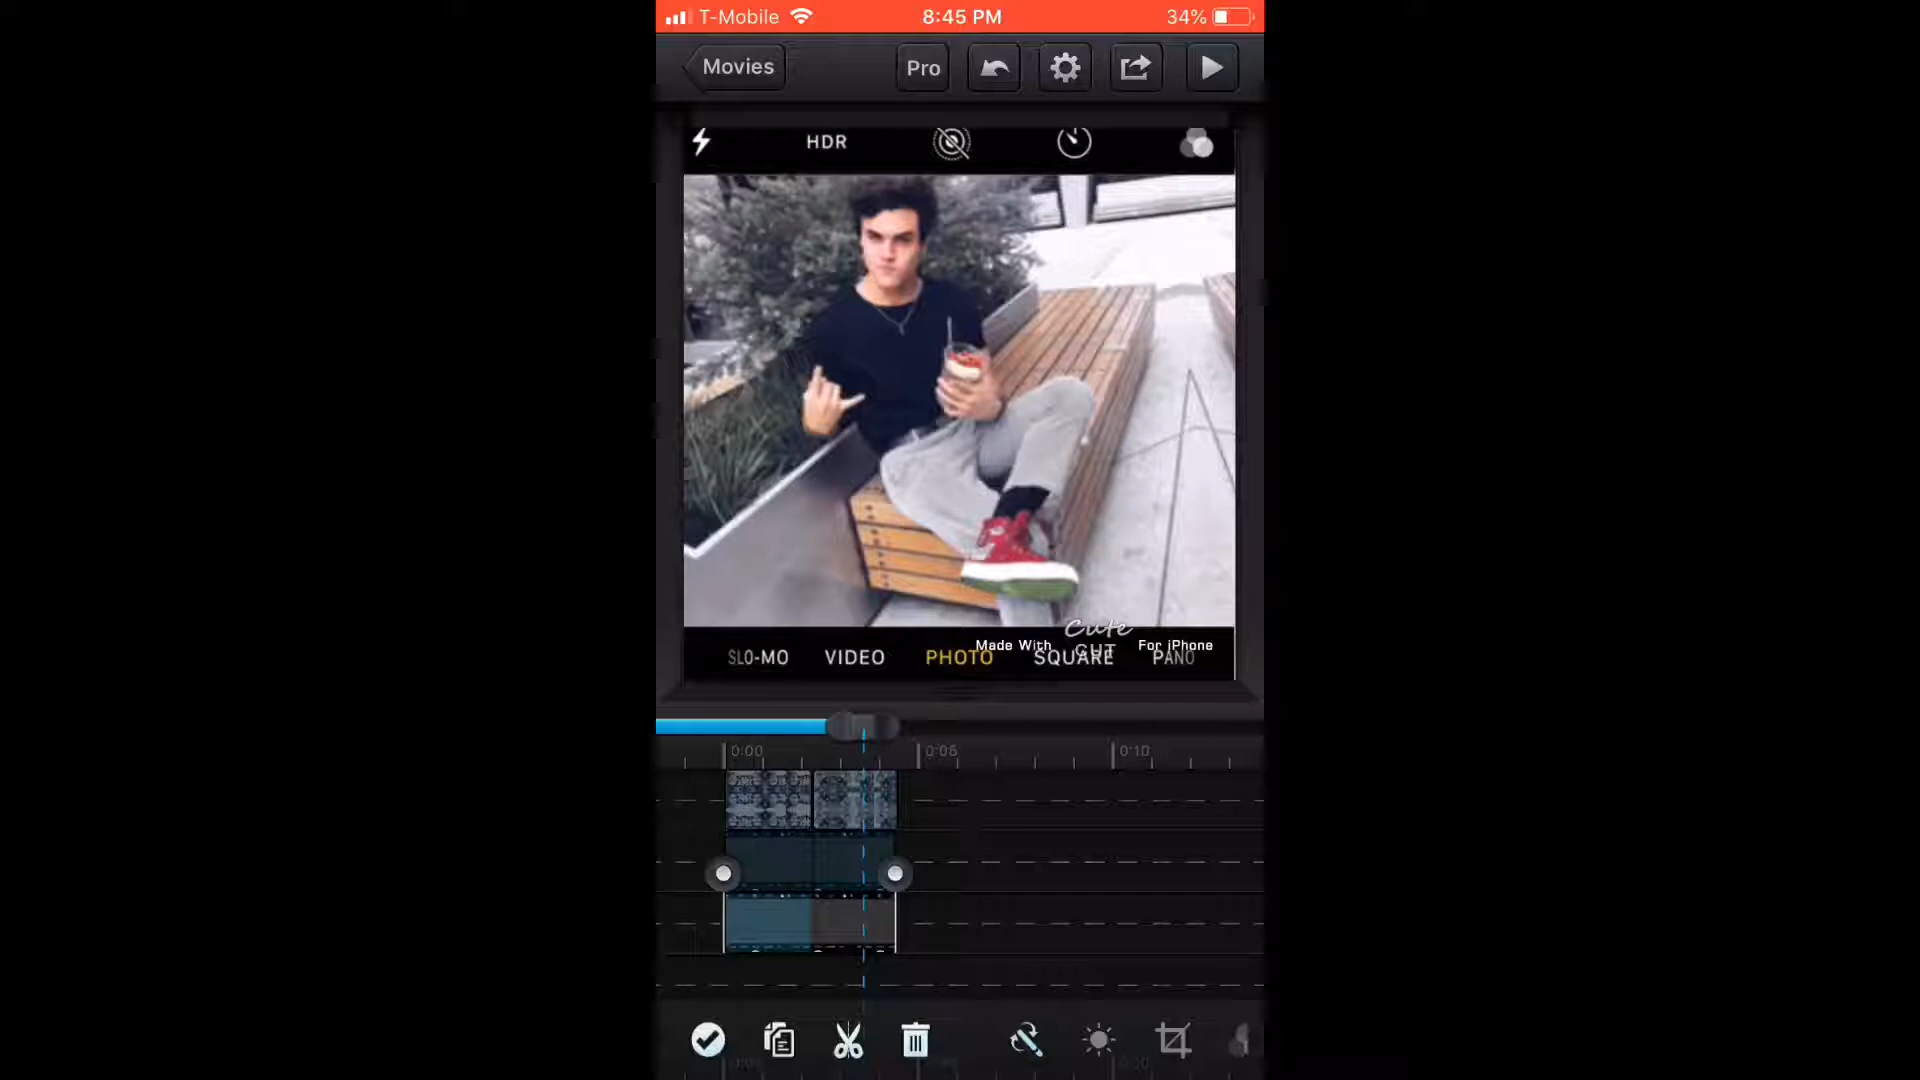 T-Mobile 8:45 PM 34%
Movies Pro
HDR
Made With Cute CUT For iPhone
SLO-MO VIDEO PHOTO SQUARE PANO
0:00 0:05 0:10